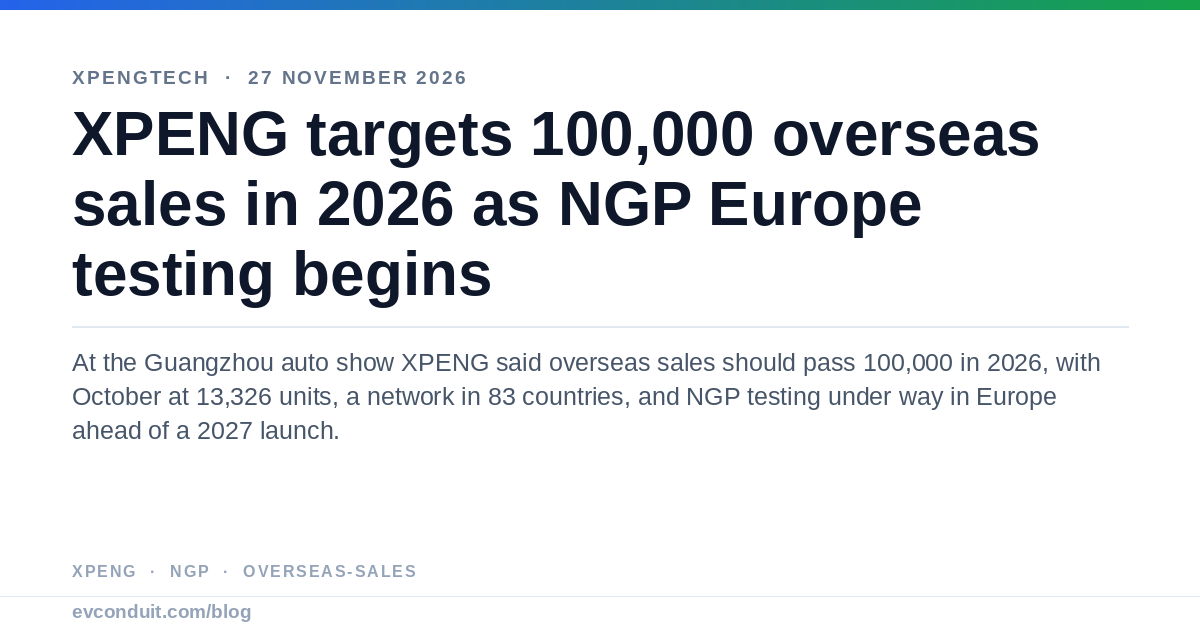 XPENGTECH · 27 NOVEMBER 2026
XPENG targets 100,000 overseas
sales in 2026 as NGP Europe
testing begins
At the Guangzhou auto show XPENG said overseas sales should pass 100,000 in 2026, with
October at 13,326 units, a network in 83 countries, and NGP testing under way in Europe
ahead of a 2027 launch.
XPENG · NGP · OVERSEAS-SALES
evconduit.com/blog